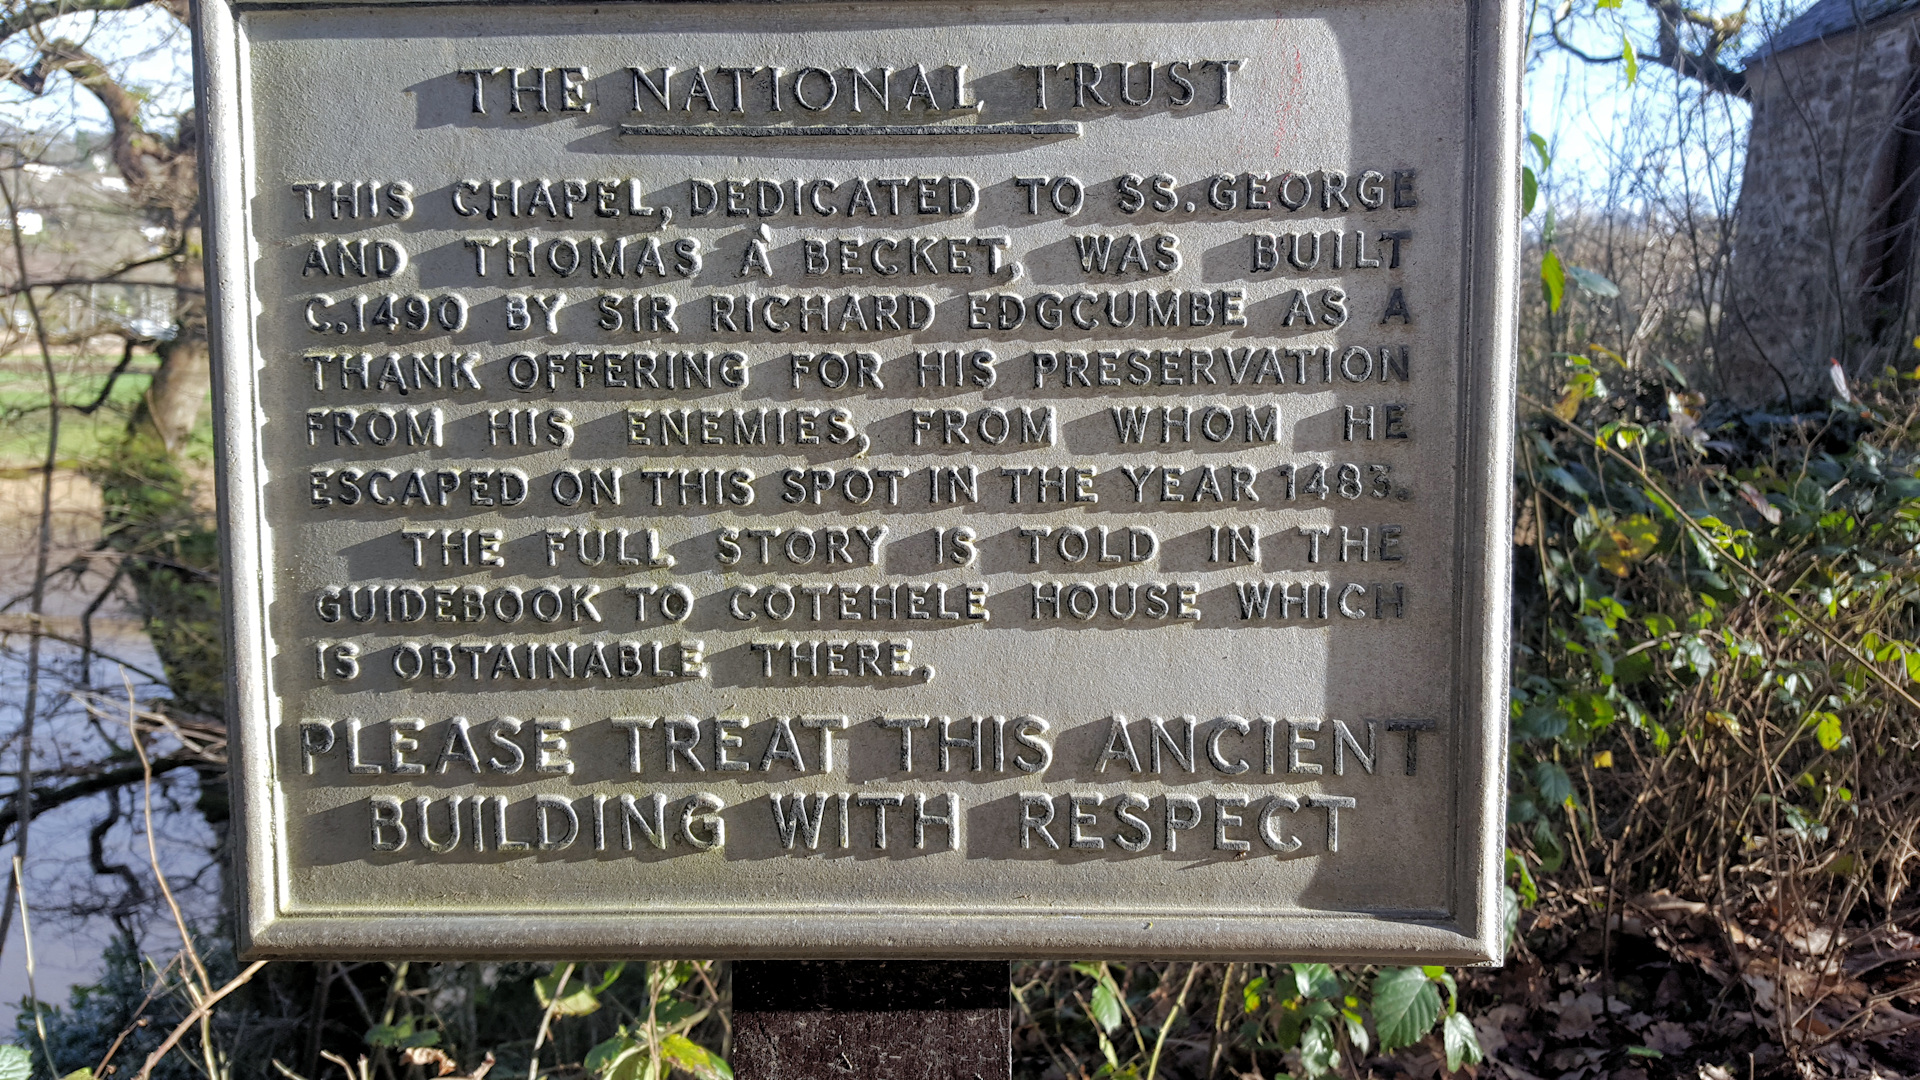 THE NATIONAL TRUST
THIS CHAPEL, DEDICATED TO SS. GEORGE
AND THOMAS À BECKET, WAS BUILT
C.1490 BY SIR RICHARD EDGCUMBE AS A
THANK OFFERING FOR HIS PRESERVATION
FROM HIS ENEMIES, FROM WHOM HE
ESCAPED ON THIS SPOT IN THE YEAR 1483.
THE FULL STORY IS TOLD IN THE
GUIDEBOOK TO COTEHELE HOUSE WHICH
IS OBTAINABLE THERE.
PLEASE TREAT THIS ANCIENT
BUILDING WITH RESPECT